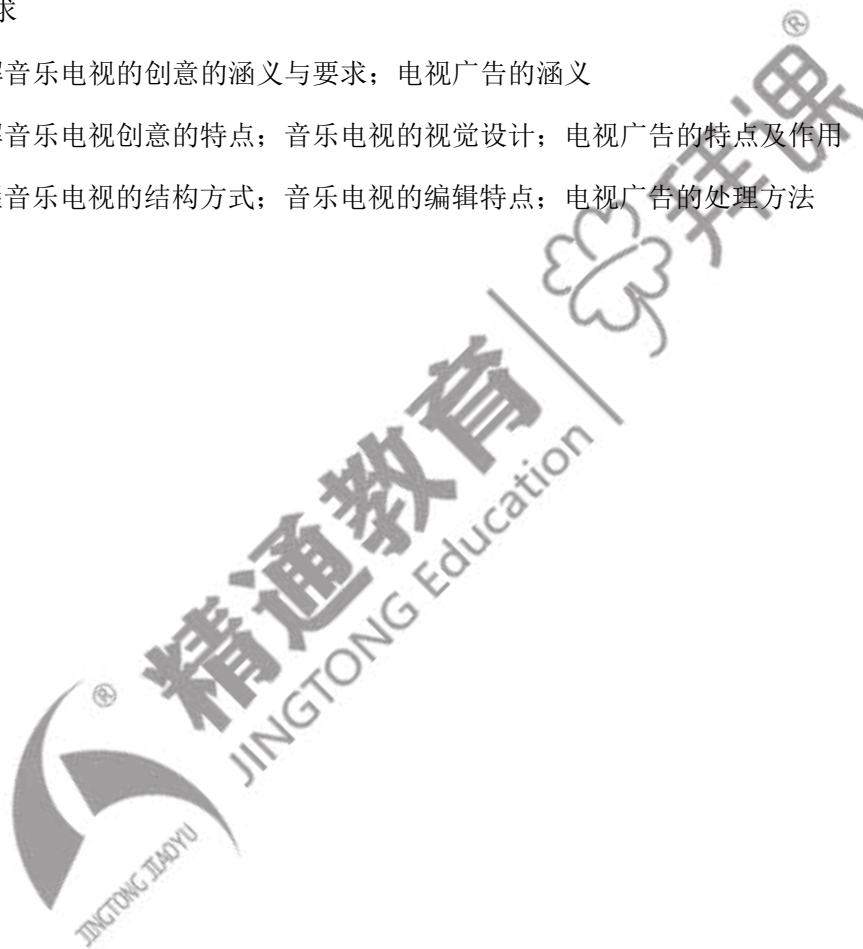 求
音乐电视的创意的涵义与要求；电视广告的涵义
音乐电视创意的特点；音乐电视的视觉设计；电视广告的特点及作用
音乐电视的结构方式；音乐电视的编辑特点；电视广告的处理方法
®
拜课
精通教育
JINGTONG Education
®
JINGTONG JIAOYU